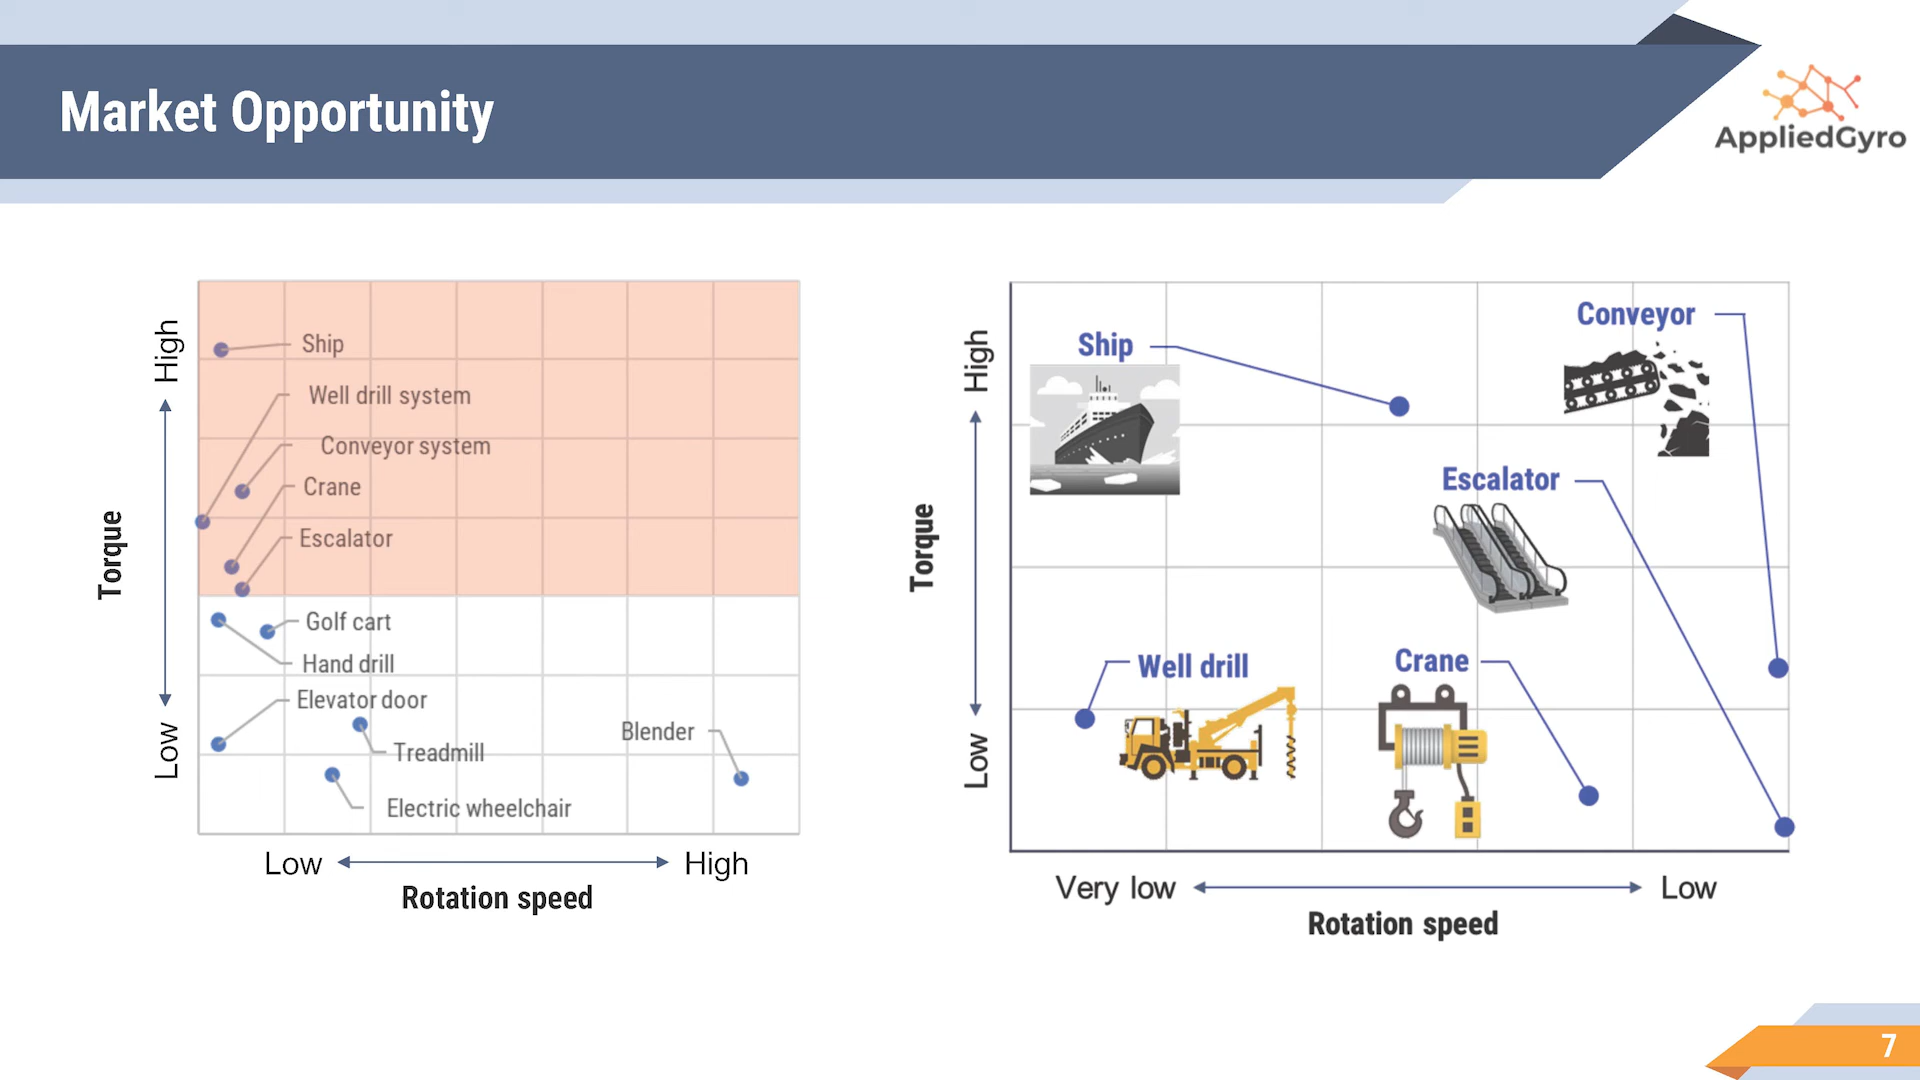 Market Opportunity
AppliedGyro
High
Torque
Low
Ship
Well drill system
Conveyor system
Crane
Escalator
Golf cart
Hand drill
Elevator door
Treadmill
Blender
Electric wheelchair
Low
High
Rotation speed
High
Torque
Low
Ship
Conveyor
Escalator
Well drill
Crane
Very low
Low
Rotation speed
7